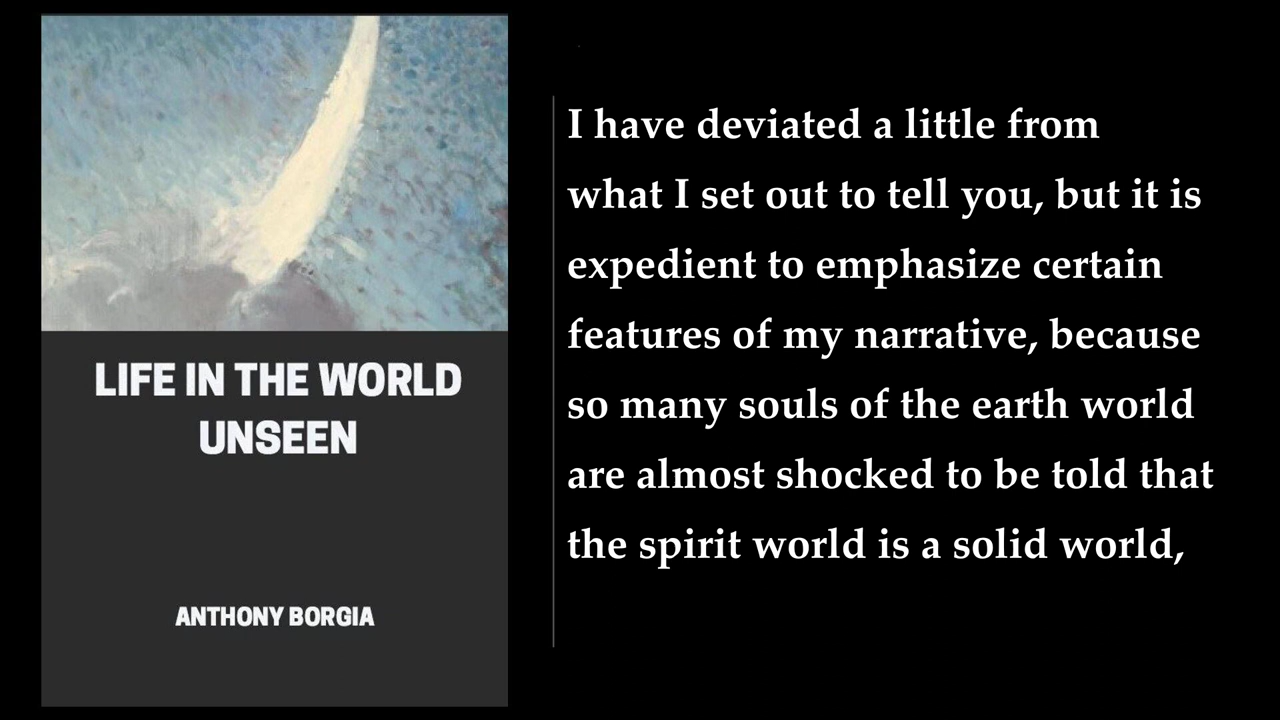 LIFE IN THE WORLD
UNSEEN
ANTHONY BORGIA
I have deviated a little from
what I set out to tell you, but it is
expedient to emphasize certain
features of my narrative, because
so many souls of the earth world
are almost shocked to be told that
the spirit world is a solid world,